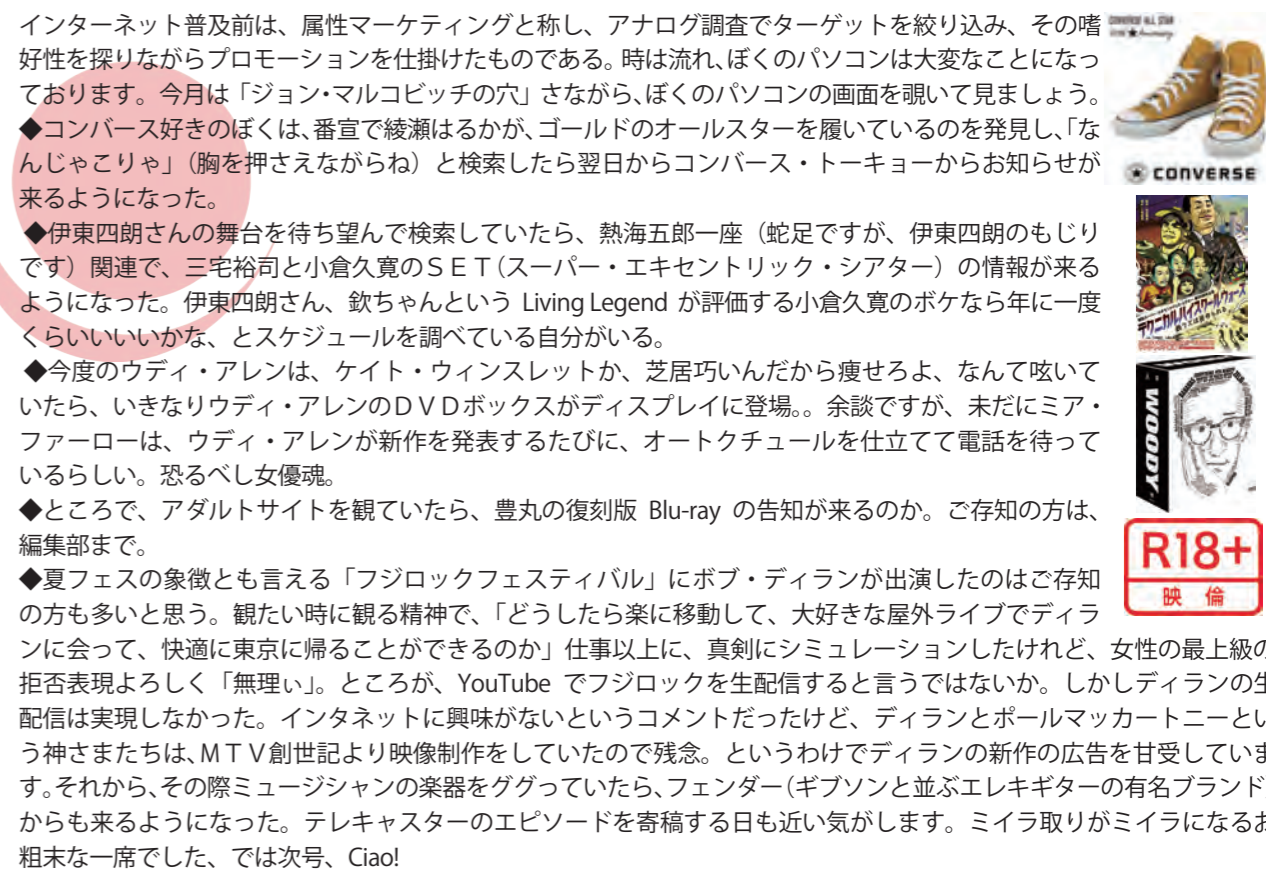 インターネット普及前は、属性マーケティングと称し、アナログ調査でターゲットを絞り込み、その嗜
好性を探りながらプロモーションを仕掛けたものである。時は流れ、ぼくのパソコンは大変なことになっ
ております。今月は「ジョン・マルコビッチの穴」さながら、ぼくのパソコンの画面を覗いて見ましょう。
◆コンバース好きのぼくは、番宣で綾瀬はるかが、ゴールドのオールスターを履いているのを発見し、「な
んじゃこりゃ」（胸を押さえながらね）と検索したら翌日からコンバース・トーキョーからお知らせが
来るようになった。
◆伊東四朗さんの舞台を待ち望んで検索していたら、熱海五郎一座（蛇足ですが、伊東四朗のもじり
です）関連で、三宅裕司と小倉久寛のＳＥＴ（スーパー・エキセントリック・シアター）の情報が来る
ようになった。伊東四朗さん、欽ちゃんという Living Legend が評価する小倉久寛のボケなら年に一度
くらいいいいかな、とスケジュールを調べている自分がいる。
◆今度のウディ・アレンは、ケイト・ウィンスレットか、芝居巧いんだから痩せろよ、なんて呟いて
いたら、いきなりウディ・アレンのＤＶＤボックスがディスプレイに登場。。余談ですが、未だにミア・
ファーローは、ウディ・アレンが新作を発表するたびに、オートクチュールを仕立てて電話を待って
いるらしい。恐るべし女優魂。
◆ところで、アダルトサイトを観ていたら、豊丸の復刻版 Blu-ray の告知が来るのか。ご存知の方は、
編集部まで。
◆夏フェスの象徴とも言える「フジロックフェスティバル」にボブ・ディランが出演したのはご存知
の方も多いと思う。観たい時に観る精神で、「どうしたら楽に移動して、大好きな屋外ライブでディラ
ンに会って、快適に東京に帰ることができるのか」仕事以上に、真剣にシミュレーションしたけれど、女性の最上級の
拒否表現よろしく「無理ぃ」。ところが、YouTube でフジロックを生配信すると言うではないか。しかしディランの生
配信は実現しなかった。インタネットに興味がないというコメントだったけど、ディランとポールマッカートニーとい
う神さまたちは、ＭＴＶ創世記より映像制作をしていたので残念。というわけでディランの新作の広告を甘受していま
す。それから、その際ミュージシャンの楽器をググっていたら、フェンダー（ギブソンと並ぶエレキギターの有名ブランド
からも来るようになった。テレキャスターのエピソードを寄稿する日も近い気がします。ミイラ取りがミイラになるお
粗末な一席でした、では次号、Ciao!
CONVERSE ALL STAR
CONVERSE
テクニカルハイスクールウォーズ
WOODY
R18+
映倫